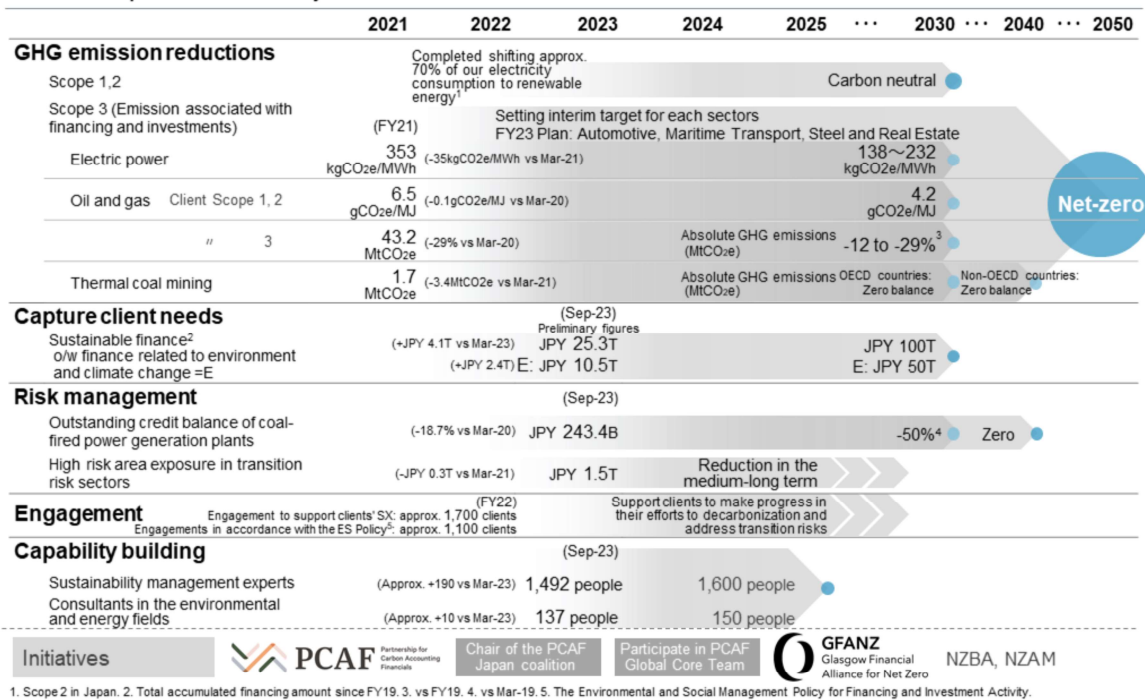 2021 2022 2023 2024 2025 ··· 2030 ··· 2040 ··· 2050
GHG emission reductions
Scope 1,2
Completed shifting approx.
70% of our electricity
consumption to renewable
energy1
Carbon neutral
Scope 3 (Emission associated with
financing and investments)
(FY21)
Setting interim target for each sectors
FY23 Plan: Automotive, Maritime Transport, Steel and Real Estate
Electric power
353
kgCO2e/MWh
(-35kgCO2e/MWh vs Mar-21)
138～232
kgCO2e/MWh
Oil and gas Client Scope 1, 2
6.5
gCO2e/MJ
(-0.1gCO2e/MJ vs Mar-20)
4.2
gCO2e/MJ
Net-zero
〃 3
43.2
MtCO2e
(-29% vs Mar-20)
Absolute GHG emissions
(MtCO2e)
-12 to -29%3
Thermal coal mining
1.7
MtCO2e
(-3.4MtCO2e vs Mar-21)
Absolute GHG emissions
(MtCO2e)
OECD countries:
Zero balance
Non-OECD countries:
Zero balance
Capture client needs
(Sep-23)
Preliminary figures
Sustainable finance2
o/w finance related to environment
and climate change =E
(+JPY 4.1T vs Mar-23) JPY 25.3T
(+JPY 2.4T) E: JPY 10.5T
JPY 100T
E: JPY 50T
Risk management
(Sep-23)
Outstanding credit balance of coal-
fired power generation plants
(-18.7% vs Mar-20) JPY 243.4B
-50%4 Zero
High risk area exposure in transition
risk sectors
(-JPY 0.3T vs Mar-21) JPY 1.5T
Reduction in the
medium-long term
Engagement
(FY22)
Engagement to support clients' SX: approx. 1,700 clients
Engagements in accordance with the ES Policy5: approx. 1,100 clients
Support clients to make progress in
their efforts to decarbonization and
address transition risks
Capability building
(Sep-23)
Sustainability management experts
(Approx. +190 vs Mar-23) 1,492 people 1,600 people
Consultants in the environmental
and energy fields
(Approx. +10 vs Mar-23) 137 people 150 people
Initiatives
PCAF
Partnership for
Carbon Accounting
Financials
Chair of the PCAF
Japan coalition
Participate in PCAF
Global Core Team
GFANZ
Glasgow Financial
Alliance for Net Zero
NZBA, NZAM
1. Scope 2 in Japan. 2. Total accumulated financing amount since FY19. 3. vs FY19. 4. vs Mar-19. 5. The Environmental and Social Management Policy for Financing and Investment Activity.